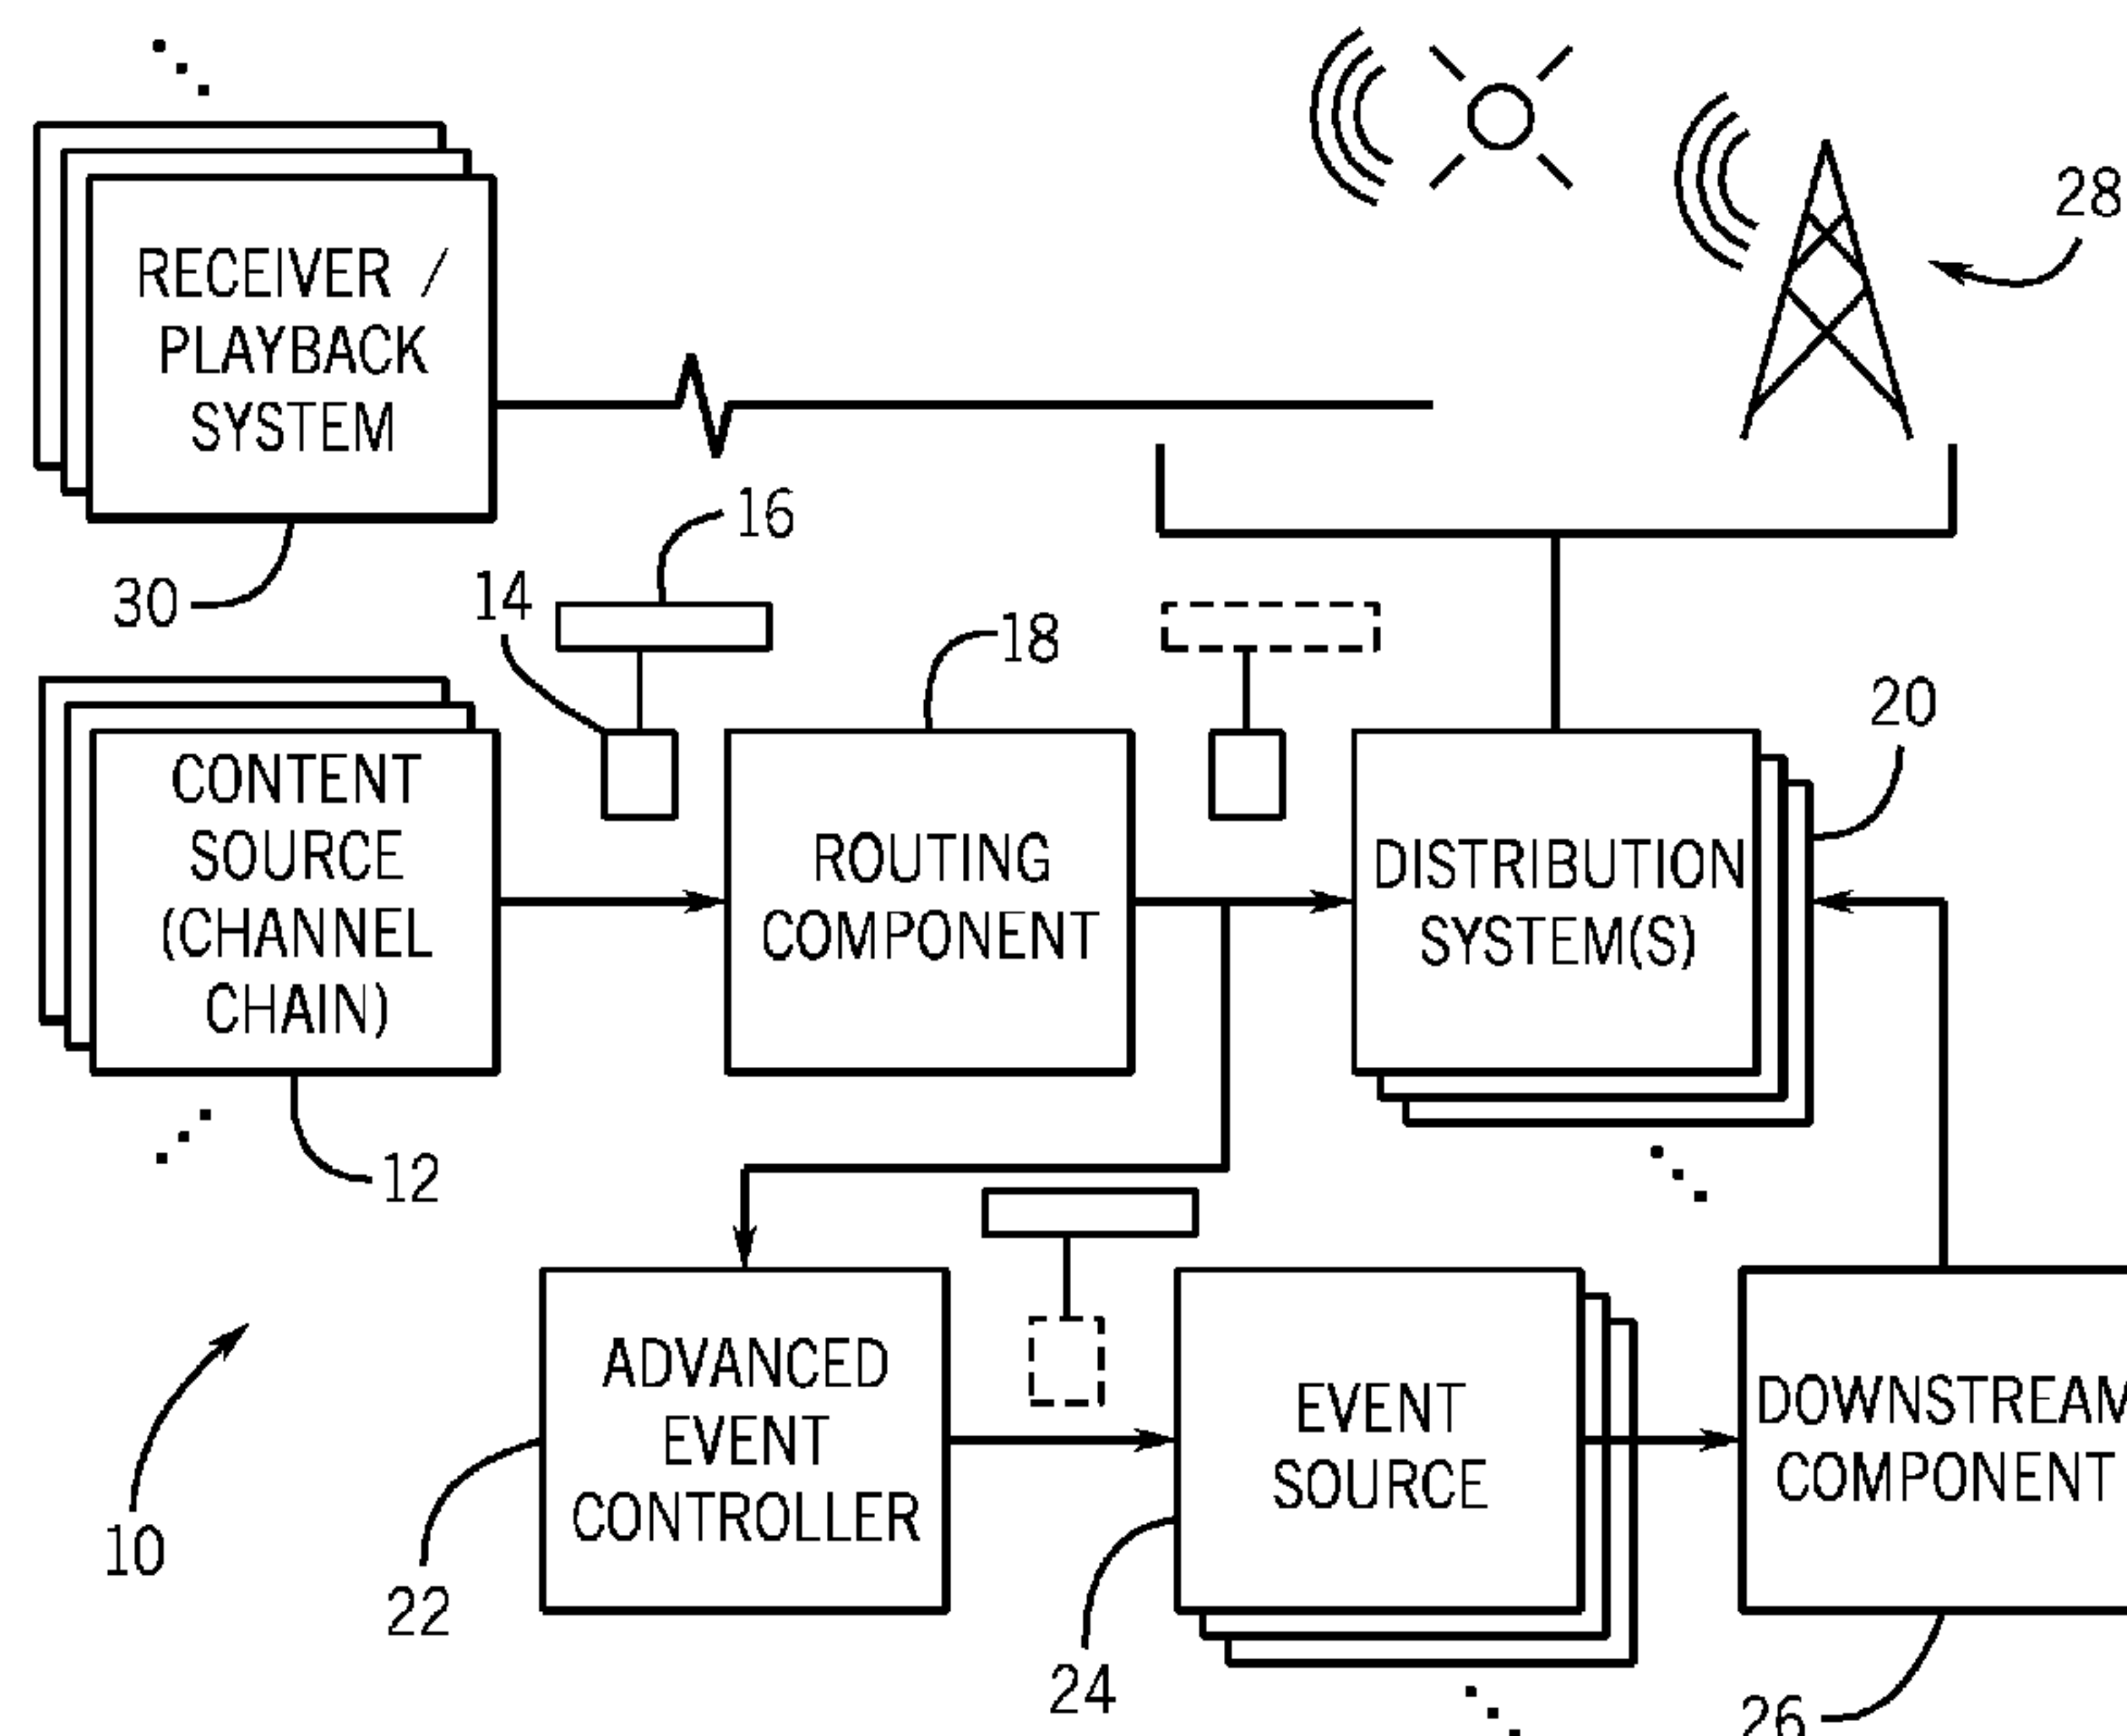 28
RECEIVER /
PLAYBACK
SYSTEM
16
14
30
18
20
CONTENT
SOURCE
(CHANNEL
CHAIN)
ROUTING
COMPONENT
DISTRIBUTION
SYSTEM(S)
12
ADVANCED
EVENT
CONTROLLER
EVENT
SOURCE
DOWNSTREAM
COMPONENT
10
22
24
26